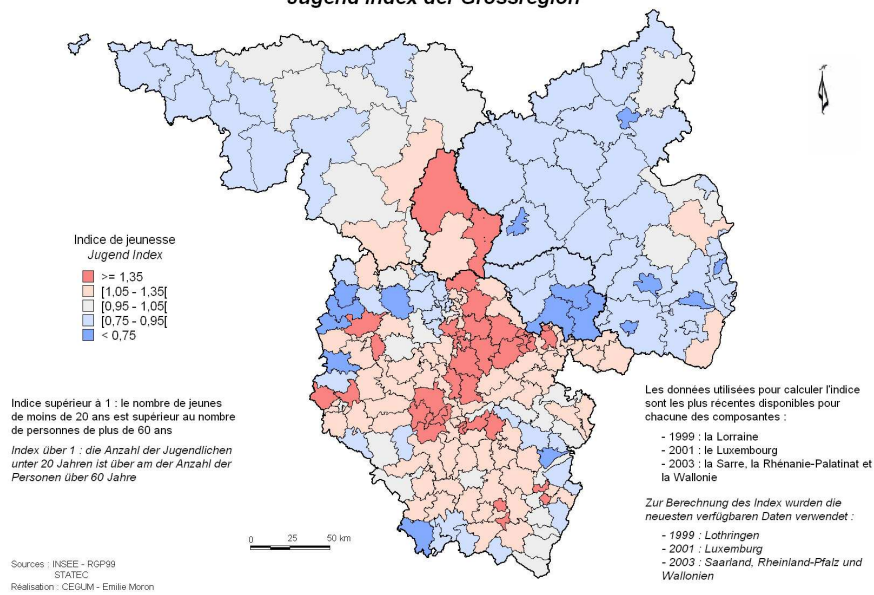 Jugend Index der Grossregion
Indice de jeunesse
Jugend Index
>= 1,35
[1,05 - 1,35[
[0,95 - 1,05[
[0,75 - 0,95[
< 0,75
Indice supérieur à 1 : le nombre de jeunes
de moins de 20 ans est supérieur au nombre
de personnes de plus de 60 ans
Index über 1 : die Anzahl der Jugendlichen
unter 20 Jahren ist über am der Anzahl der
Personen über 60 Jahre
0 25 50 km
Sources : INSEE - RGP99
STATEC
Réalisation : CEGUM - Emilie Moron
Les données utilisées pour calculer l'indice
sont les plus récentes disponibles pour
chacune des composantes :
- 1999 : la Lorraine
- 2001 : le Luxembourg
- 2003 : la Sarre, la Rhénanie-Palatinat et
la Wallonie
Zur Berechnung des Index wurden die
neuesten verfügbaren Daten verwendet :
- 1999 : Lothringen
- 2001 : Luxemburg
- 2003 : Saarland, Rheinland-Pfalz und
Wallonien